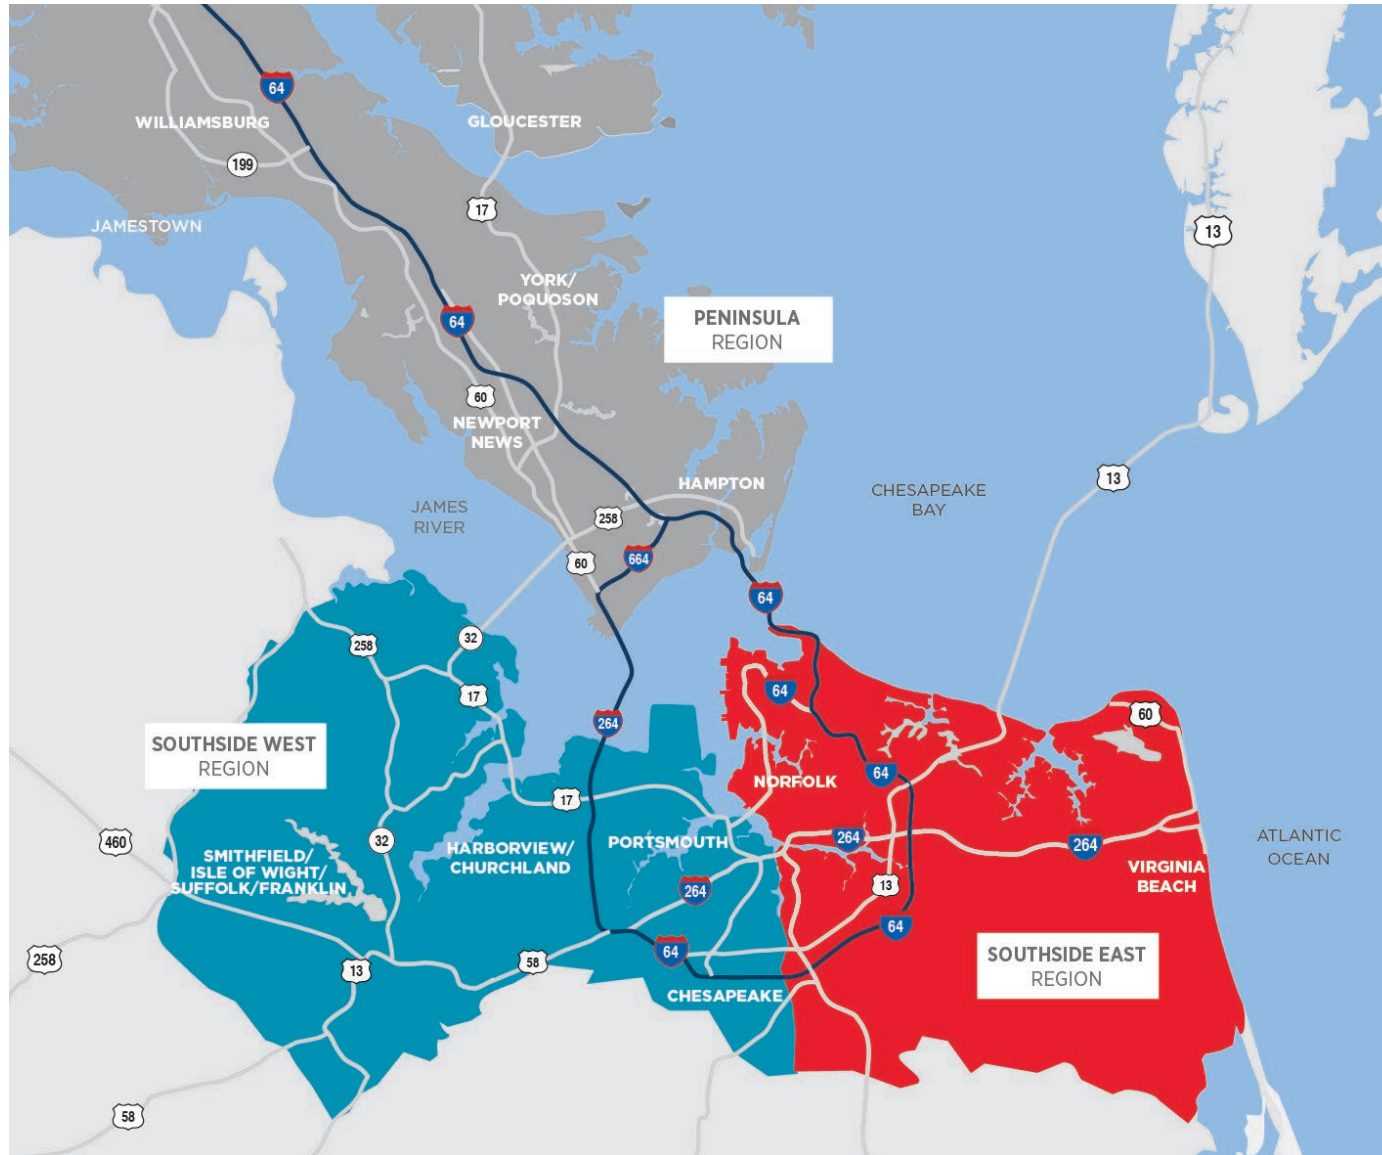 64
WILLIAMSBURG
GLOUCESTER
199
17
JAMESTOWN
13
YORK/
POQUOSON
64
PENINSULA
REGION
60
NEWPORT
NEWS
13
HAMPTON
CHESAPEAKE
BAY
JAMES
RIVER
258
664
60
64
32
258
17
64
60
264
SOUTHSIDE WEST
REGION
64
NORFOLK
17
460
32
HARBORVIEW/
CHURCHLAND
PORTSMOUTH
264
264
ATLANTIC
OCEAN
SMITHFIELD/
ISLE OF WIGHT/
SUFFOLK/FRANKLIN
264
13
VIRGINIA
BEACH
64
64
258
13
58
SOUTHSIDE EAST
REGION
CHESAPEAKE
58